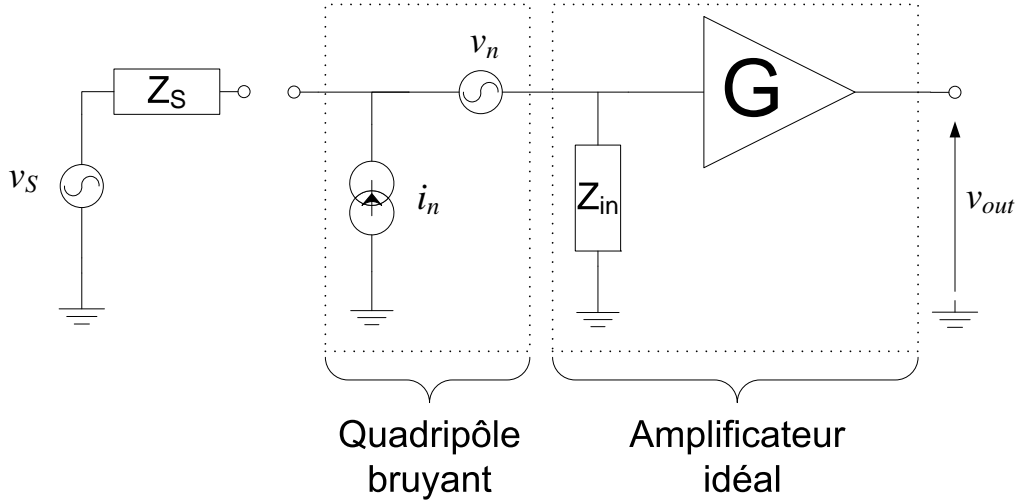 Z_S
v_S
v_n
i_n
Z_in
G
v_out
Quadripôle
bruyant
Amplificateur
idéal